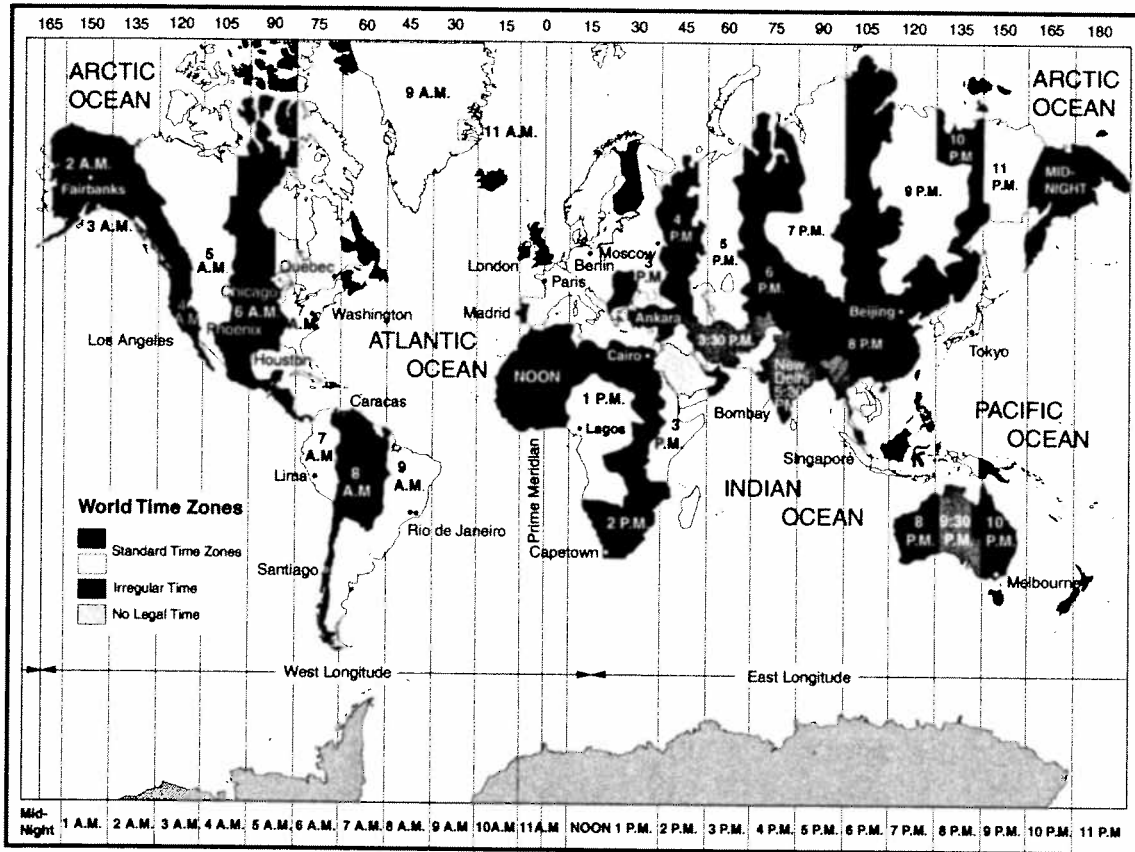 165 150 135 120 105 90 75 60 45 30 15 0 15 30 45 60 75 90 105 120 135 150 165 180
ARCTIC
OCEAN
9 A.M.
11 A.M.
ARCTIC
OCEAN
2 A.M.
Fairbanks
3 A.M.
10
P.M
11
P.M.
MID-
NIGHT
9 P.M.
4
P.M
5
P.M.
7 P.M.
6
P.M
5
A.M.
Quebec
Chicago
6 A.M.
Phoenix
4
A.M.
A.M.
Washington
Los Angeles
Houston
London
Moscow
3
P.M
Berlin
Paris
Madrid
Ankara
3:30 P.M.
Beijing
8 P.M
Tokyo
ATLANTIC
OCEAN
NOON
Cairo
New
Delhi
5:30
Bombay
Caracas
1 P.M.
Lagos
3
P.M.
PACIFIC
OCEAN
Singapore
7
A.M
Lima
8
A.M
9
A.M.
Rio de Janeiro
Prime Meridian
INDIAN
OCEAN
2 P.M.
Capetown
8
P.M.
9:30
P.M.
10
P.M.
Melbourne
Santiago
World Time Zones
Standard Time Zones
Irregular Time
No Legal Time
West Longitude
East Longitude
Mid-
Night 1 A.M. 2 A.M. 3 A.M. 4 A.M. 5 A.M. 6 A.M. 7 A.M. 8 A.M. 9 A.M 10A.M 11A.M NOON 1 P.M. 2 P.M. 3 P.M. 4 P.M. 5 P.M. 6 P.M. 7 P.M. 8 P.M. 9 P.M. 10 P.M. 11 P.M